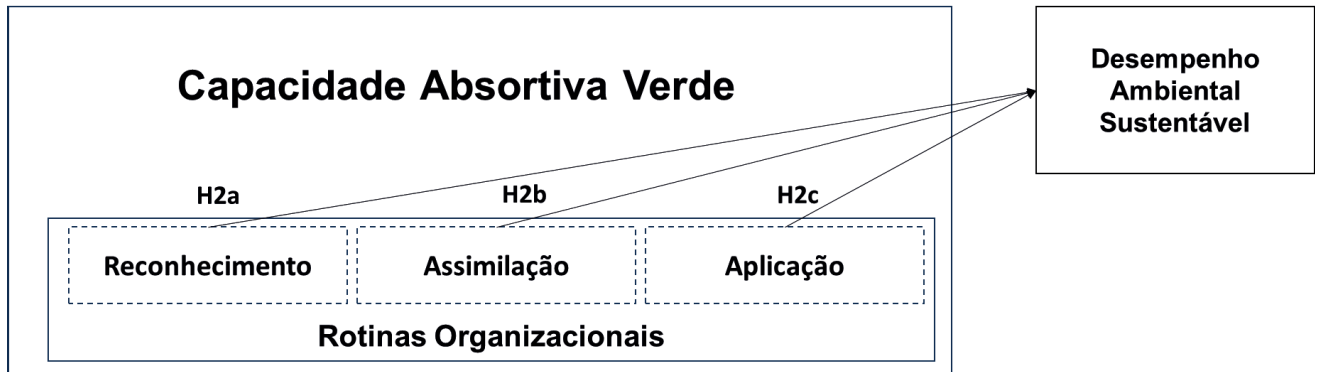 Capacidade Absortiva Verde
Desempenho
Ambiental
Sustentável
H2a
H2b
H2c
Reconhecimento
Assimilação
Aplicação
Rotinas Organizacionais